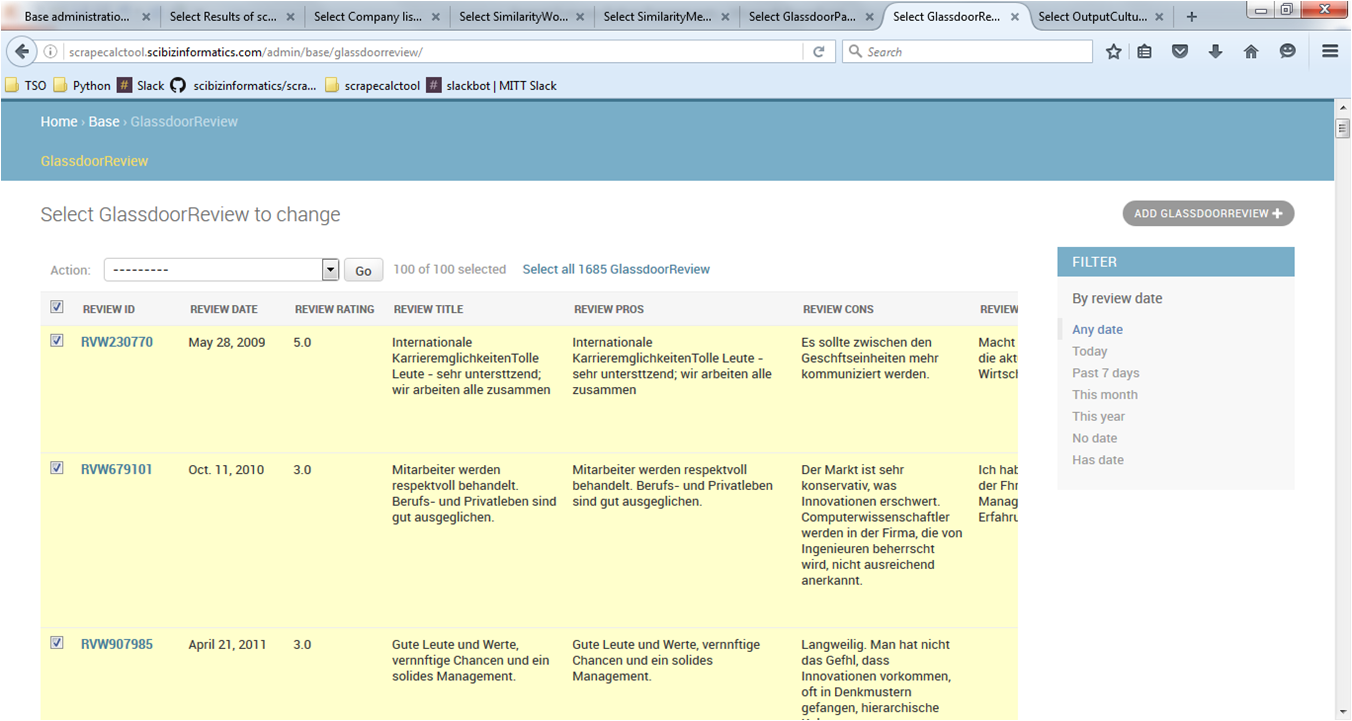 Base administratio...
Select Results of sc...
Select Company lis...
Select SimilarityWo...
Select SimilarityMe...
Select GlassdoorPa...
Select GlassdoorRe...
Select OutputCultu...
scrapecalctool.scibizinformatics.com/admin/base/glassdoorreview/
Search
TSO
Python
Slack
scibizinformatics/scra...
scrapecalctool
slackbot | MITT Slack
Home › Base › GlassdoorReview
GlassdoorReview
Select GlassdoorReview to change
ADD GLASSDOORREVIEW +
Action:
---------
Go
100 of 100 selected
Select all 1685 GlassdoorReview
REVIEW ID
REVIEW DATE
REVIEW RATING
REVIEW TITLE
REVIEW PROS
REVIEW CONS
REVIEW
RVW230770
May 28, 2009
5.0
Internationale
KarrieremglichkeitenTolle
Leute - sehr untersttzend;
wir arbeiten alle zusammen
Internationale
KarrieremglichkeitenTolle Leute -
sehr untersttzend; wir arbeiten alle
zusammen
Es sollte zwischen den
Geschftseinheiten mehr
kommuniziert werden.
Macht
die akt
Wirtsch
RVW679101
Oct. 11, 2010
3.0
Mitarbeiter werden
respektvoll behandelt.
Berufs- und Privatleben sind
gut ausgeglichen.
Mitarbeiter werden respektvoll
behandelt. Berufs- und Privatleben
sind gut ausgeglichen.
Der Markt ist sehr
konservativ, was
Innovationen erschwert.
Computerwissenschaftler
werden in der Firma, die von
Ingenieuren beherrscht
wird, nicht ausreichend
anerkannt.
Ich hab
der Fhr
Manag
Erfahru
RVW907985
April 21, 2011
3.0
Gute Leute und Werte,
vernnftige Chancen und ein
solides Management.
Gute Leute und Werte, vernnftige
Chancen und ein solides
Management.
Langweilig. Man hat nicht
das Gefhl, dass
Innovationen vorkommen,
oft in Denkmustern
gefangen, hierarchische
FILTER
By review date
Any date
Today
Past 7 days
This month
This year
No date
Has date